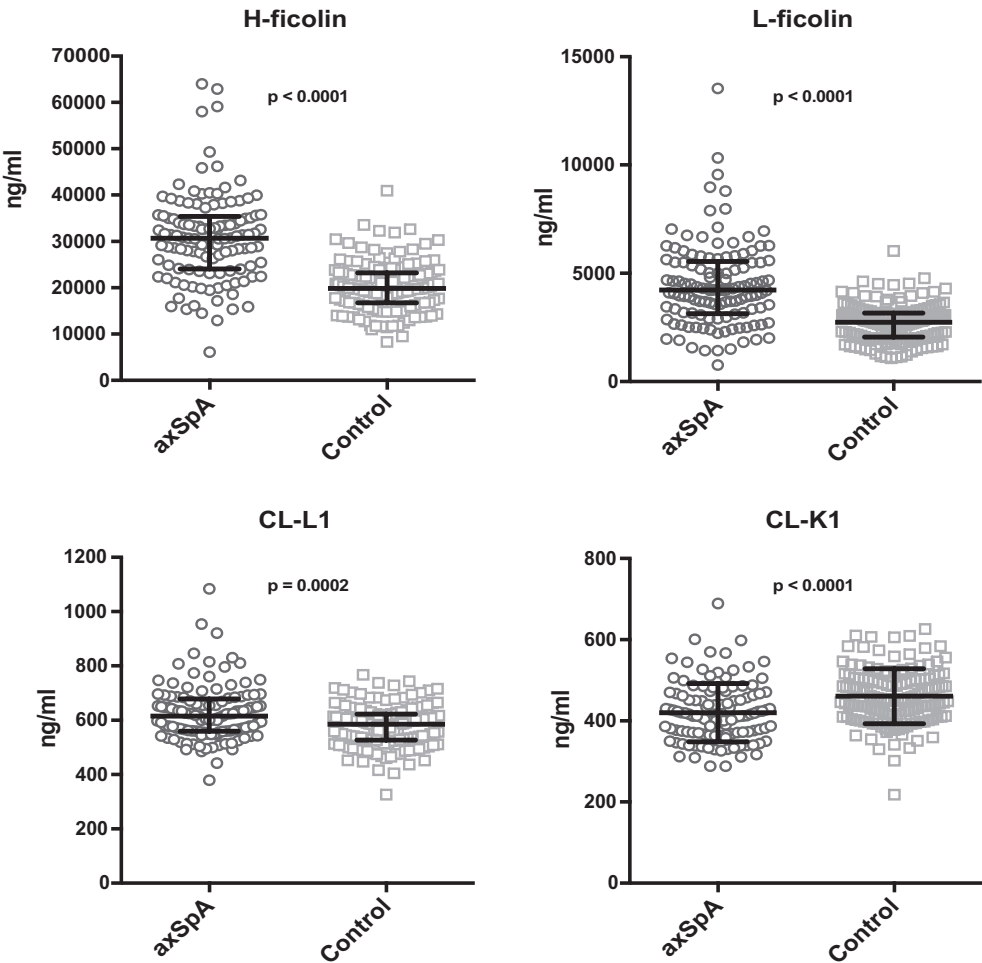 H-ficolin
70000
60000
50000
40000
30000
20000
10000
0
ng/ml
p < 0.0001
axSpA
Control
L-ficolin
15000
10000
5000
0
ng/ml
p < 0.0001
axSpA
Control
CL-L1
1200
1000
800
600
400
200
0
ng/ml
p = 0.0002
axSpA
Control
CL-K1
800
600
400
200
0
ng/ml
p < 0.0001
axSpA
Control